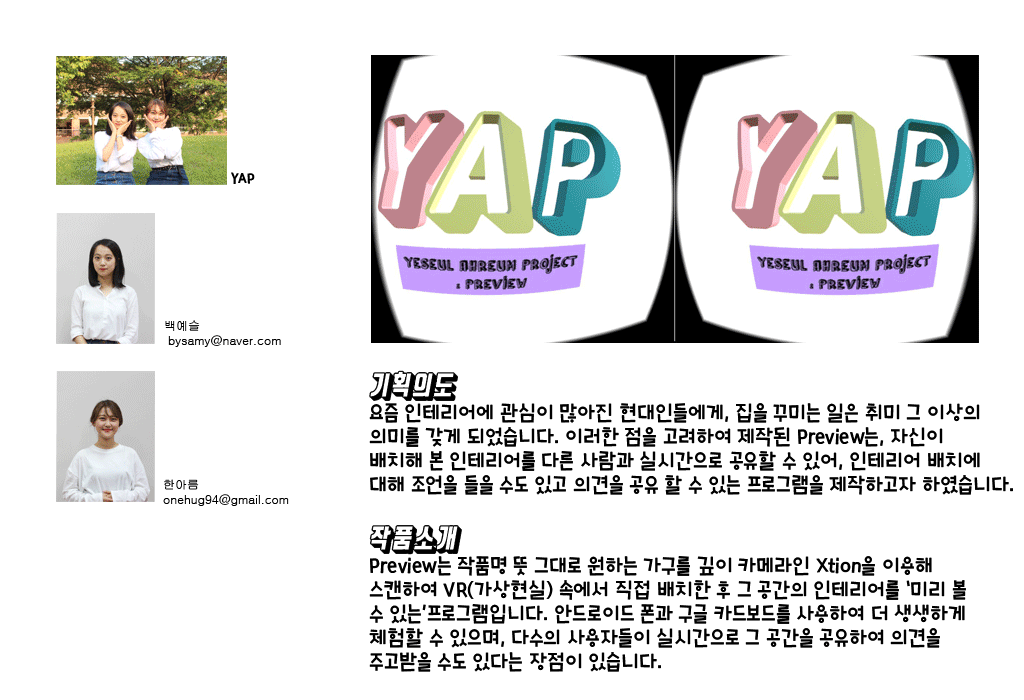 YAP
백예슬
bysamy@naver.com
한아름
onehug94@gmail.com
YAP
YESEUL AHREUM PROJECT
: PREVIEW
YAP
YESEUL AHREUM PROJECT
: PREVIEW
기획의도
요즘 인테리어에 관심이 많아진 현대인들에게, 집을 꾸미는 일은 취미 그 이상의
의미를 갖게 되었습니다. 이러한 점을 고려하여 제작된 Preview는, 자신이
배치해 본 인테리어를 다른 사람과 실시간으로 공유할 수 있어, 인테리어 배치에
대해 조언을 들을 수도 있고 의견을 공유 할 수 있는 프로그램을 제작하고자 하였습니다.
작품소개
Preview는 작품명 뜻 그대로 원하는 가구를 깊이 카메라인 Xtion을 이용해
스캔하여 VR(가상현실) 속에서 직접 배치한 후 그 공간의 인테리어를 '미리 볼
수 있는'프로그램입니다. 안드로이드 폰과 구글 카드보드를 사용하여 더 생생하게
체험할 수 있으며, 다수의 사용자들이 실시간으로 그 공간을 공유하여 의견을
주고받을 수도 있다는 장점이 있습니다.